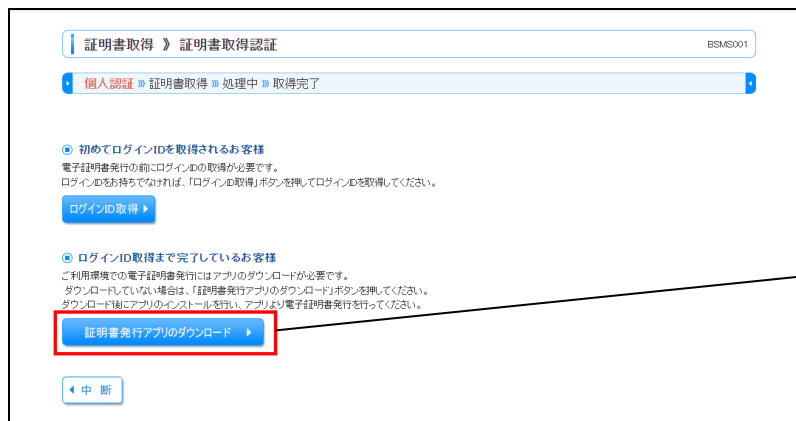 証明書取得 》 証明書取得認証
BSMS001
個人認証 »» 証明書取得 »» 処理中 »» 取得完了
初めてログインIDを取得されるお客様
電子証明書発行の前にログインIDの取得が必要です。
ログインIDをお持ちでなければ、「ログインID取得」ボタンを押してログインIDを取得してください。
ログインID取得
ログインID取得まで完了しているお客様
ご利用環境での電子証明書発行にはアプリのダウンロードが必要です。
ダウンロードしていない場合は、「証明書発行アプリのダウンロード」ボタンを押してください。
ダウンロード後にアプリのインストールを行い、アプリより電子証明書発行を行ってください。
証明書発行アプリのダウンロード
中 断